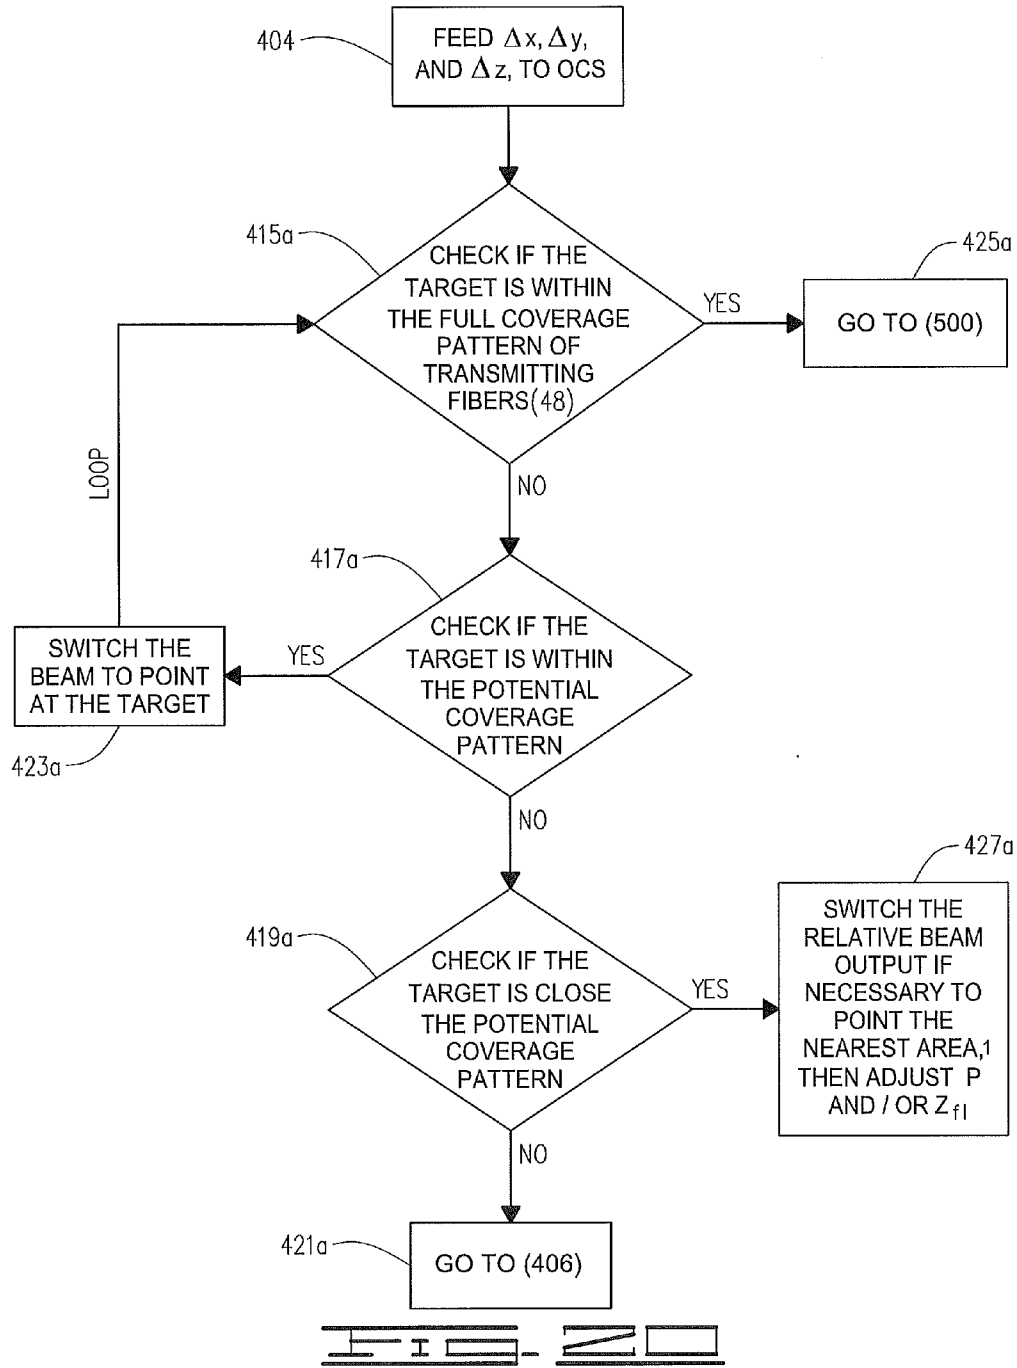 404
FEED Δx, Δy,
AND Δz, TO OCS
415a
CHECK IF THE
TARGET IS WITHIN
THE FULL COVERAGE
PATTERN OF
TRANSMITTING
FIBERS(48)
YES
425a
GO TO (500)
LOOP
NO
417a
CHECK IF THE
TARGET IS WITHIN
THE POTENTIAL
COVERAGE
PATTERN
YES
SWITCH THE
BEAM TO POINT
AT THE TARGET
423a
NO
419a
CHECK IF THE
TARGET IS CLOSE
THE POTENTIAL
COVERAGE
PATTERN
YES
427a
SWITCH THE
RELATIVE BEAM
OUTPUT IF
NECESSARY TO
POINT THE
NEAREST AREA,1
THEN ADJUST P
AND / OR Zfl
NO
421a
GO TO (406)
FIG. 20